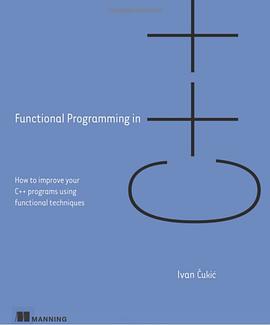 Functional Programming in C++
How to improve your
C++ programs using
functional techniques
Ivan Čukić
MANNING